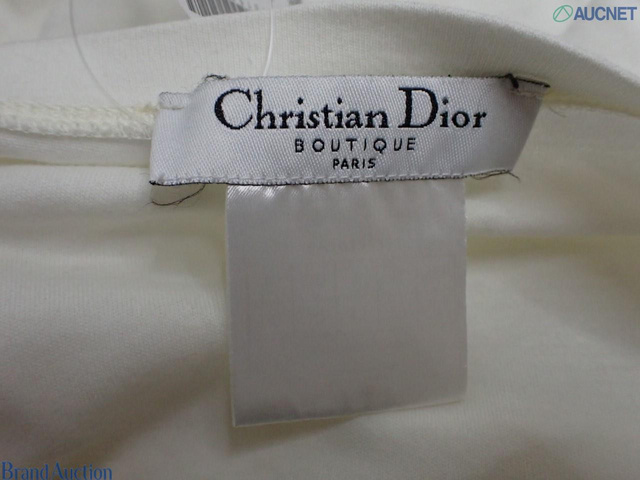 AUCNET
Christian Dior
BOUTIQUE
PARIS
Brand Auction